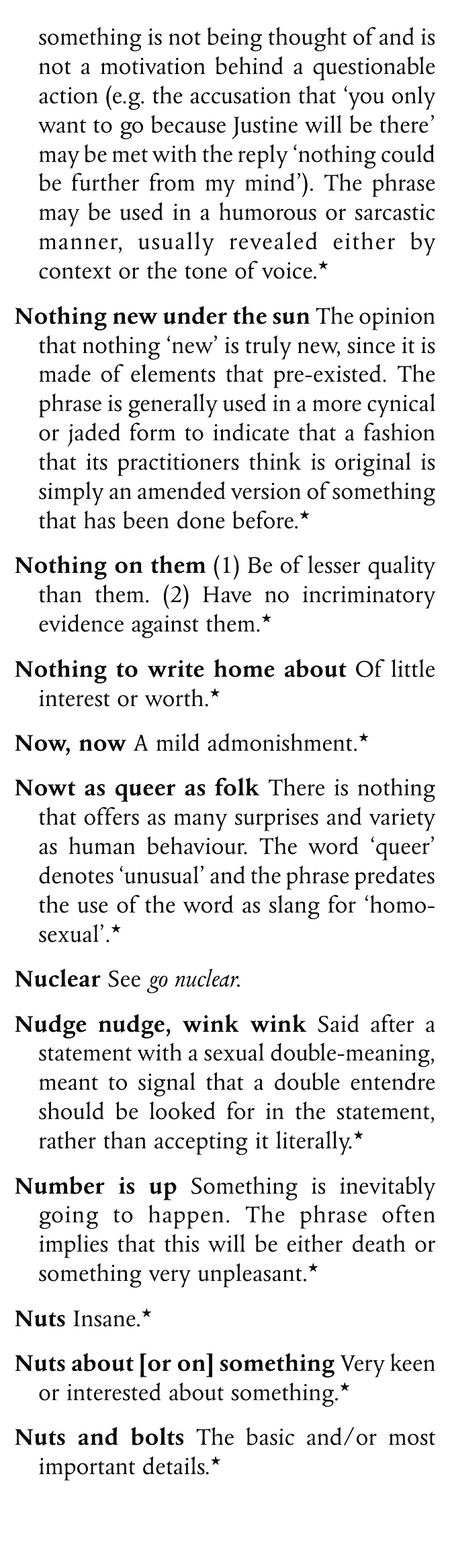 something is not being thought of and is
not a motivation behind a questionable
action (e.g. the accusation that ‘you only
want to go because Justine will be there’
may be met with the reply ‘nothing could
be further from my mind’). The phrase
may be used in a humorous or sarcastic
manner, usually revealed either by
context or the tone of voice.★
Nothing new under the sun The opinion
that nothing ‘new’ is truly new, since it is
made of elements that pre-existed. The
phrase is generally used in a more cynical
or jaded form to indicate that a fashion
that its practitioners think is original is
simply an amended version of something
that has been done before.★
Nothing on them (1) Be of lesser quality
than them. (2) Have no incriminatory
evidence against them.★
Nothing to write home about Of little
interest or worth.★
Now, now A mild admonishment.★
Nowt as queer as folk There is nothing
that offers as many surprises and variety
as human behaviour. The word ‘queer’
denotes ‘unusual’ and the phrase predates
the use of the word as slang for ‘homo-
sexual’.★
Nuclear See go nuclear.
Nudge nudge, wink wink Said after a
statement with a sexual double-meaning,
meant to signal that a double entendre
should be looked for in the statement,
rather than accepting it literally.★
Number is up Something is inevitably
going to happen. The phrase often
implies that this will be either death or
something very unpleasant.★
Nuts Insane.★
Nuts about [or on] something Very keen
or interested about something.★
Nuts and bolts The basic and/or most
important details.★